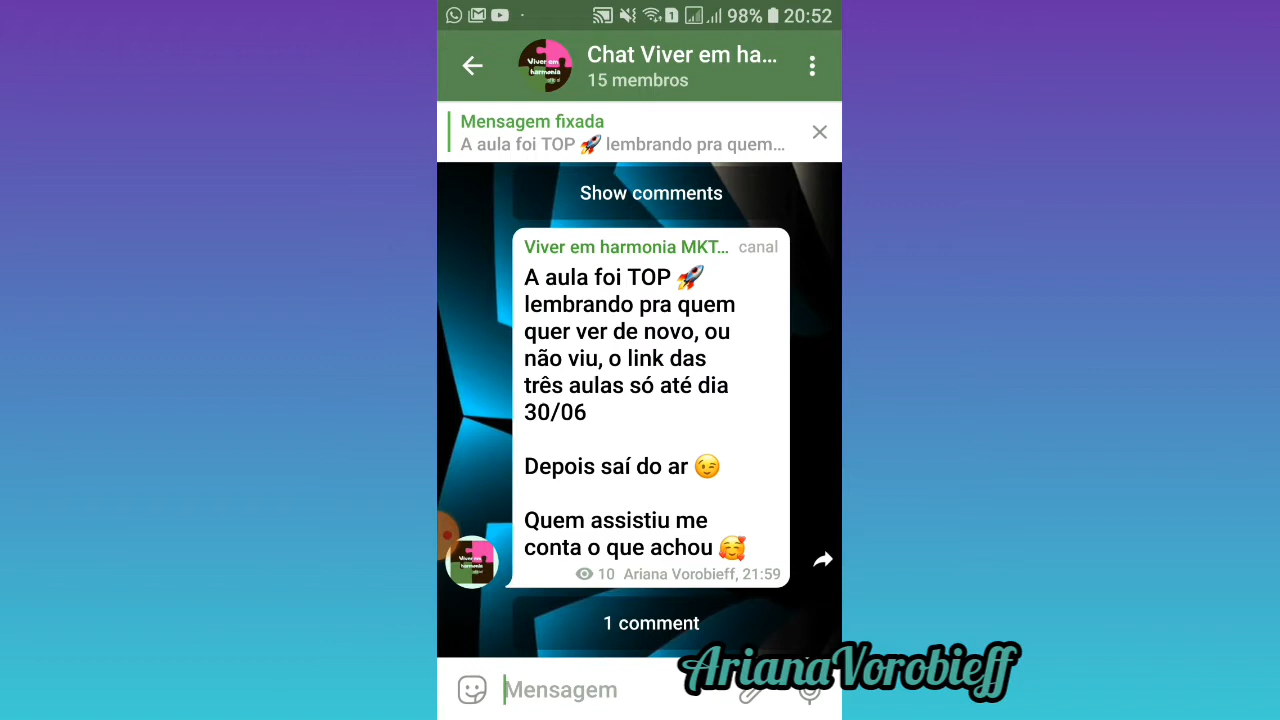 98% 20:52
Chat Viver em ha...
15 membros
Mensagem fixada
A aula foi TOP 🚀 lembrando pra quem...
Show comments
Viver em harmonia MKT... canal
A aula foi TOP 🚀
lembrando pra quem
quer ver de novo, ou
não viu, o link das
três aulas só até dia
30/06
Depois saí do ar 😉
Quem assistiu me
conta o que achou 🥰
10 Ariana Vorobieff, 21:59
1 comment
Mensagem
ArianaVorobieff